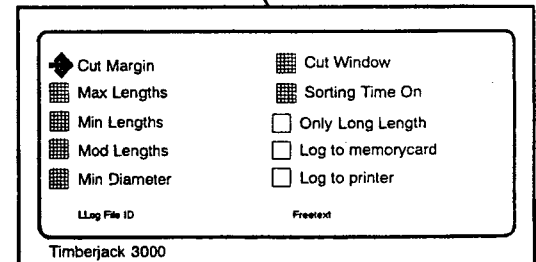 Cut Margin
Max Lengths
Min Lengths
Mod Lengths
Min Diameter
LLog File ID
Cut Window
Sorting Time On
Only Long Length
Log to memorycard
Log to printer
Freetext
Timberjack 3000